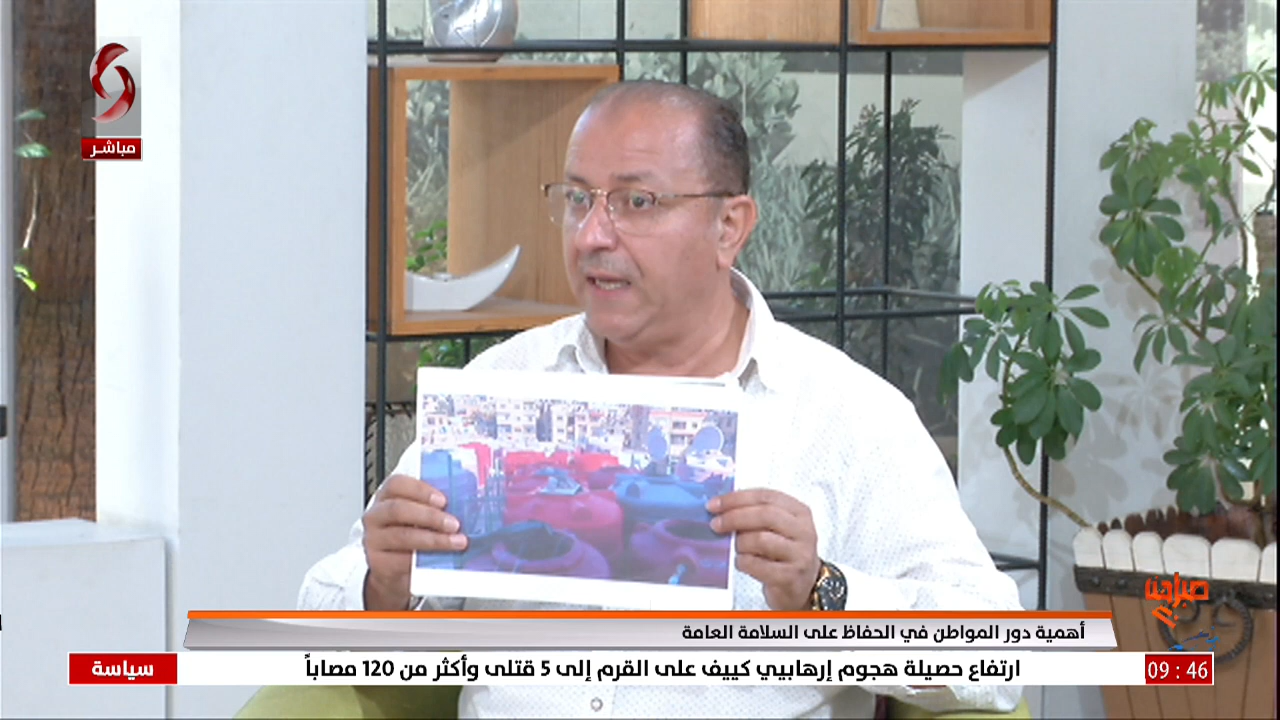 مباشر
صباحنا
أهمية دور المواطن في الحفاظ على السلامة العامة
سياسة
ارتفاع حصيلة هجوم إرهابيي كييف على القرم إلى 5 قتلى وأكثر من 120 مصاباً
09 : 46